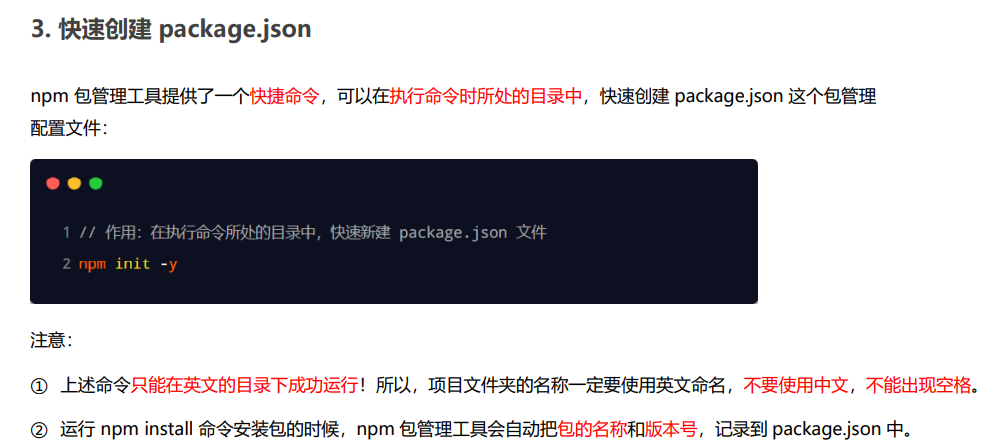 3. 快速创建 package.json
npm 包管理工具提供了一个快捷命令，可以在执行命令时所处的目录中，快速创建 package.json 这个包管理
配置文件：
1 // 作用：在执行命令所处的目录中，快速新建 package.json 文件
2 npm init -y
注意：
① 上述命令只能在英文的目录下成功运行！所以，项目文件夹的名称一定要使用英文命名，不要使用中文，不能出现空格。
② 运行 npm install 命令安装包的时候，npm 包管理工具会自动把包的名称和版本号，记录到 package.json 中。